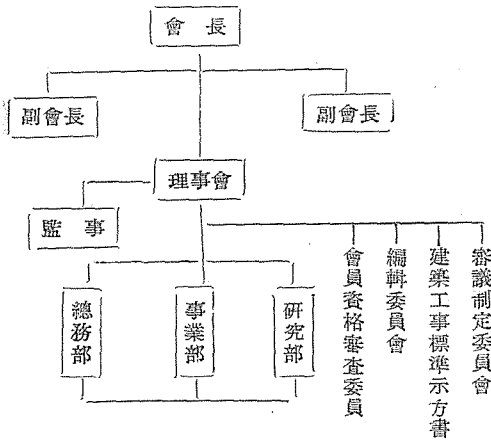 會長
副會長
副會長
理事會
監事
總務部
事業部
硏究部
審議制定委員會
建築工事標準示方書
編輯委員會
會員資格審査委員